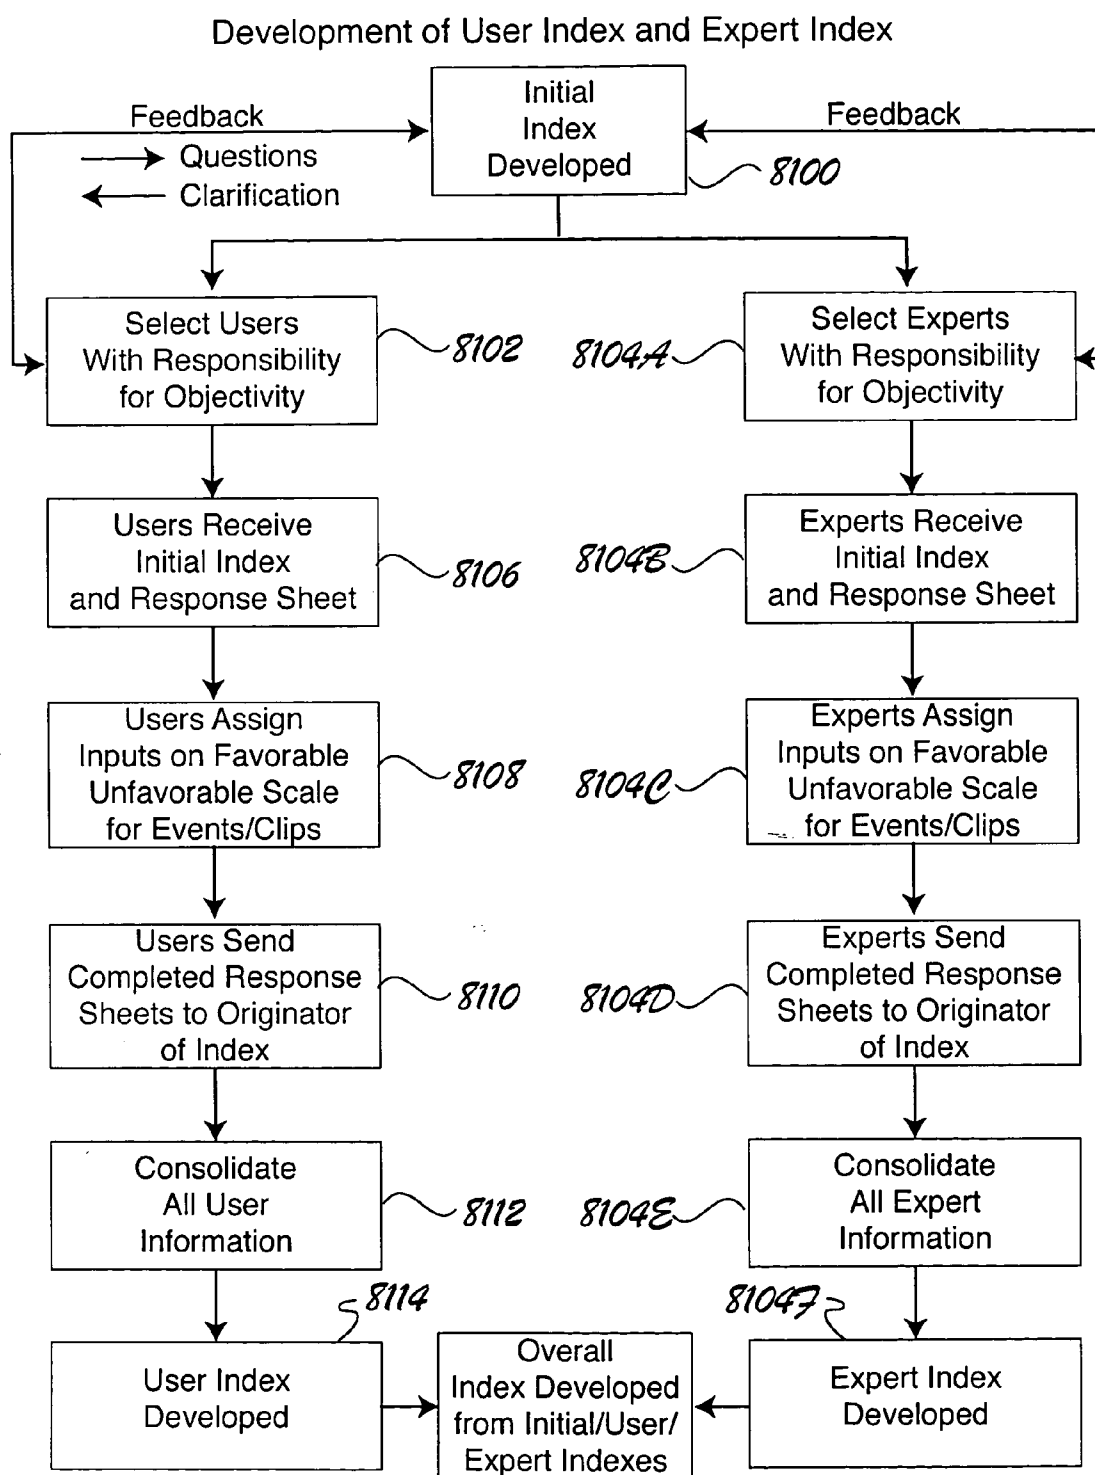 Development of User Index and Expert Index
Initial
Index
Developed
8100
Feedback
Questions
Clarification
Feedback
Select Users
With Responsibility
for Objectivity
8102
8104A
Select Experts
With Responsibility
for Objectivity
Users Receive
Initial Index
and Response Sheet
8106
8104B
Experts Receive
Initial Index
and Response Sheet
Users Assign
Inputs on Favorable
Unfavorable Scale
for Events/Clips
8108
8104C
Experts Assign
Inputs on Favorable
Unfavorable Scale
for Events/Clips
Users Send
Completed Response
Sheets to Originator
of Index
8110
8104D
Experts Send
Completed Response
Sheets to Originator
of Index
Consolidate
All User
Information
8112
8104E
Consolidate
All Expert
Information
8114
8104F
User Index
Developed
Overall
Index Developed
from Initial/User/
Expert Indexes
Expert Index
Developed